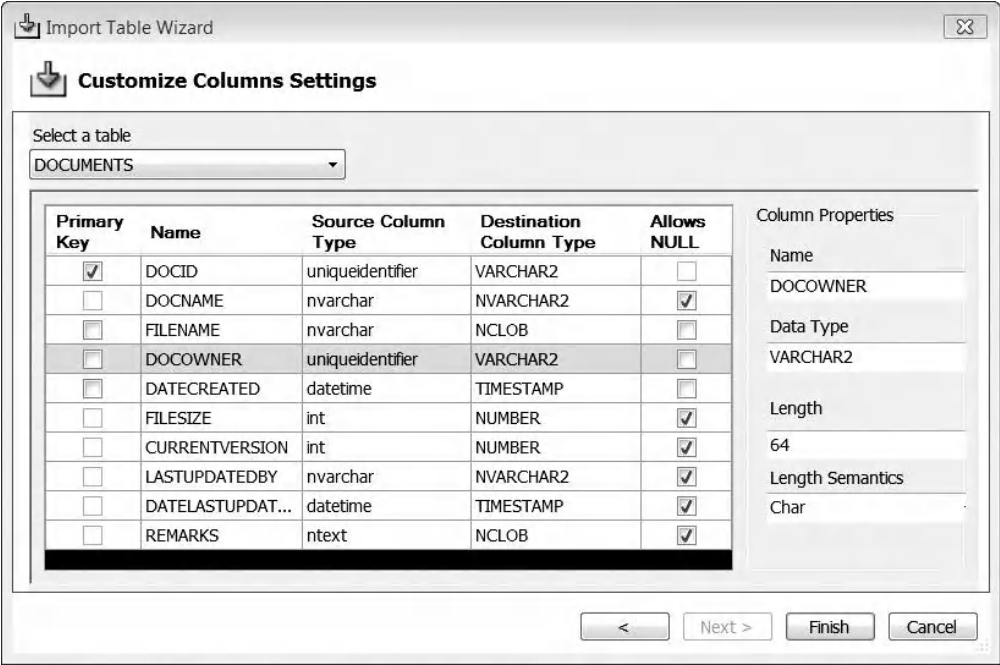 Import Table Wizard
Customize Columns Settings
Select a table
DOCUMENTS
Primary Key Name Source Column Type Destination Column Type Allows NULL
DOCID uniqueidentifier VARCHAR2
DOCNAME nvarchar NVARCHAR2
FILENAME nvarchar NCLOB
DOCOWNER uniqueidentifier VARCHAR2
DATECREATED datetime TIMESTAMP
FILESIZE int NUMBER
CURRENTVERSION int NUMBER
LASTUPDATEDBY nvarchar NVARCHAR2
DATELASTUPDAT... datetime TIMESTAMP
REMARKS ntext NCLOB
Column Properties
Name
DOCOWNER
Data Type
VARCHAR2
Length
64
Length Semantics
Char
< Next > Finish Cancel